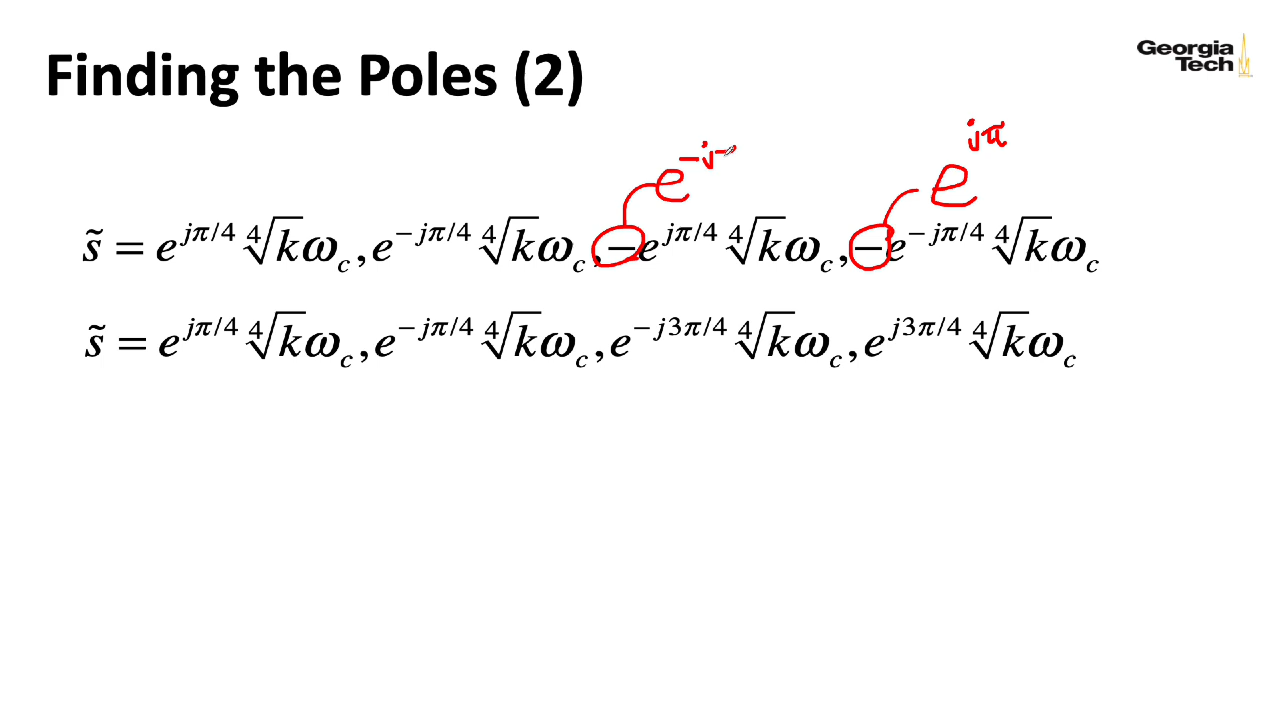 Finding the Poles (2)
Georgia
Tech
e^{-j
e^{jπ}
s̃ = e^{jπ/4} ∜k ω_c, e^{-jπ/4} ∜k ω_c, -e^{jπ/4} ∜k ω_c, -e^{-jπ/4} ∜k ω_c
s̃ = e^{jπ/4} ∜k ω_c, e^{-jπ/4} ∜k ω_c, e^{-j3π/4} ∜k ω_c, e^{j3π/4} ∜k ω_c